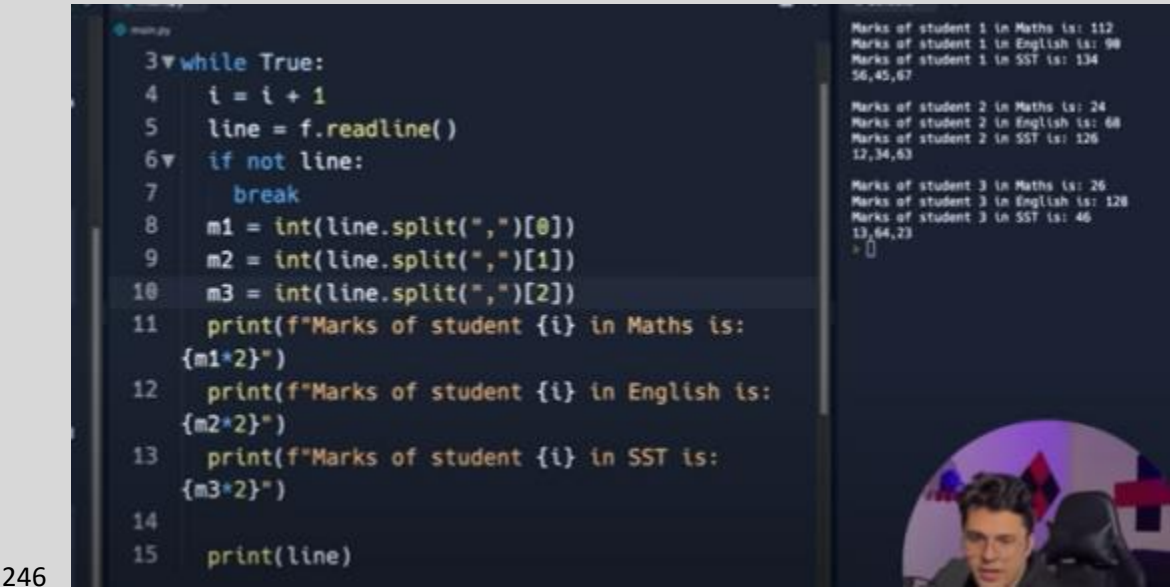 main.py
3 while True:
4 i = i + 1
5 line = f.readline()
6 if not line:
7 break
8 m1 = int(line.split(",")[0])
9 m2 = int(line.split(",")[1])
10 m3 = int(line.split(",")[2])
11 print(f"Marks of student {i} in Maths is:
{m1*2}")
12 print(f"Marks of student {i} in English is:
{m2*2}")
13 print(f"Marks of student {i} in SST is:
{m3*2}")
14
15 print(line)
Marks of student 1 in Maths is: 112
Marks of student 1 in English is: 90
Marks of student 1 in SST is: 134
56,45,67
Marks of student 2 in Maths is: 24
Marks of student 2 in English is: 68
Marks of student 2 in SST is: 126
12,34,63
Marks of student 3 in Maths is: 26
Marks of student 3 in English is: 128
Marks of student 3 in SST is: 46
13,64,23
>
246